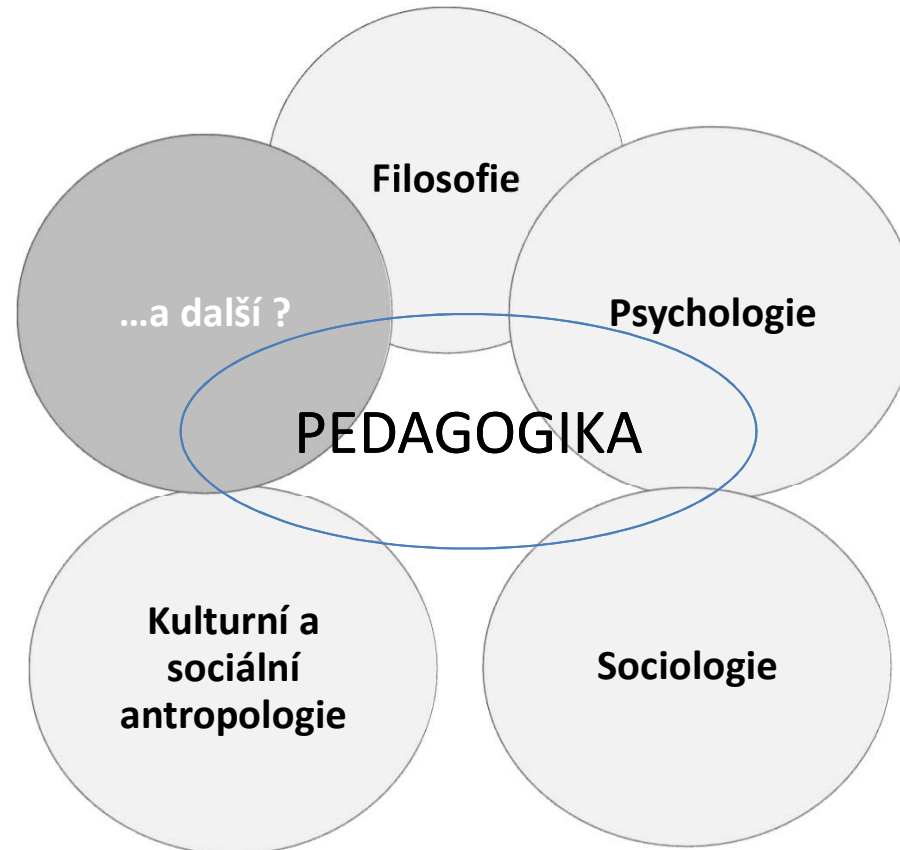 Filosofie
…a další ?
Psychologie
PEDAGOGIKA
Kulturní a
sociální
antropologie
Sociologie